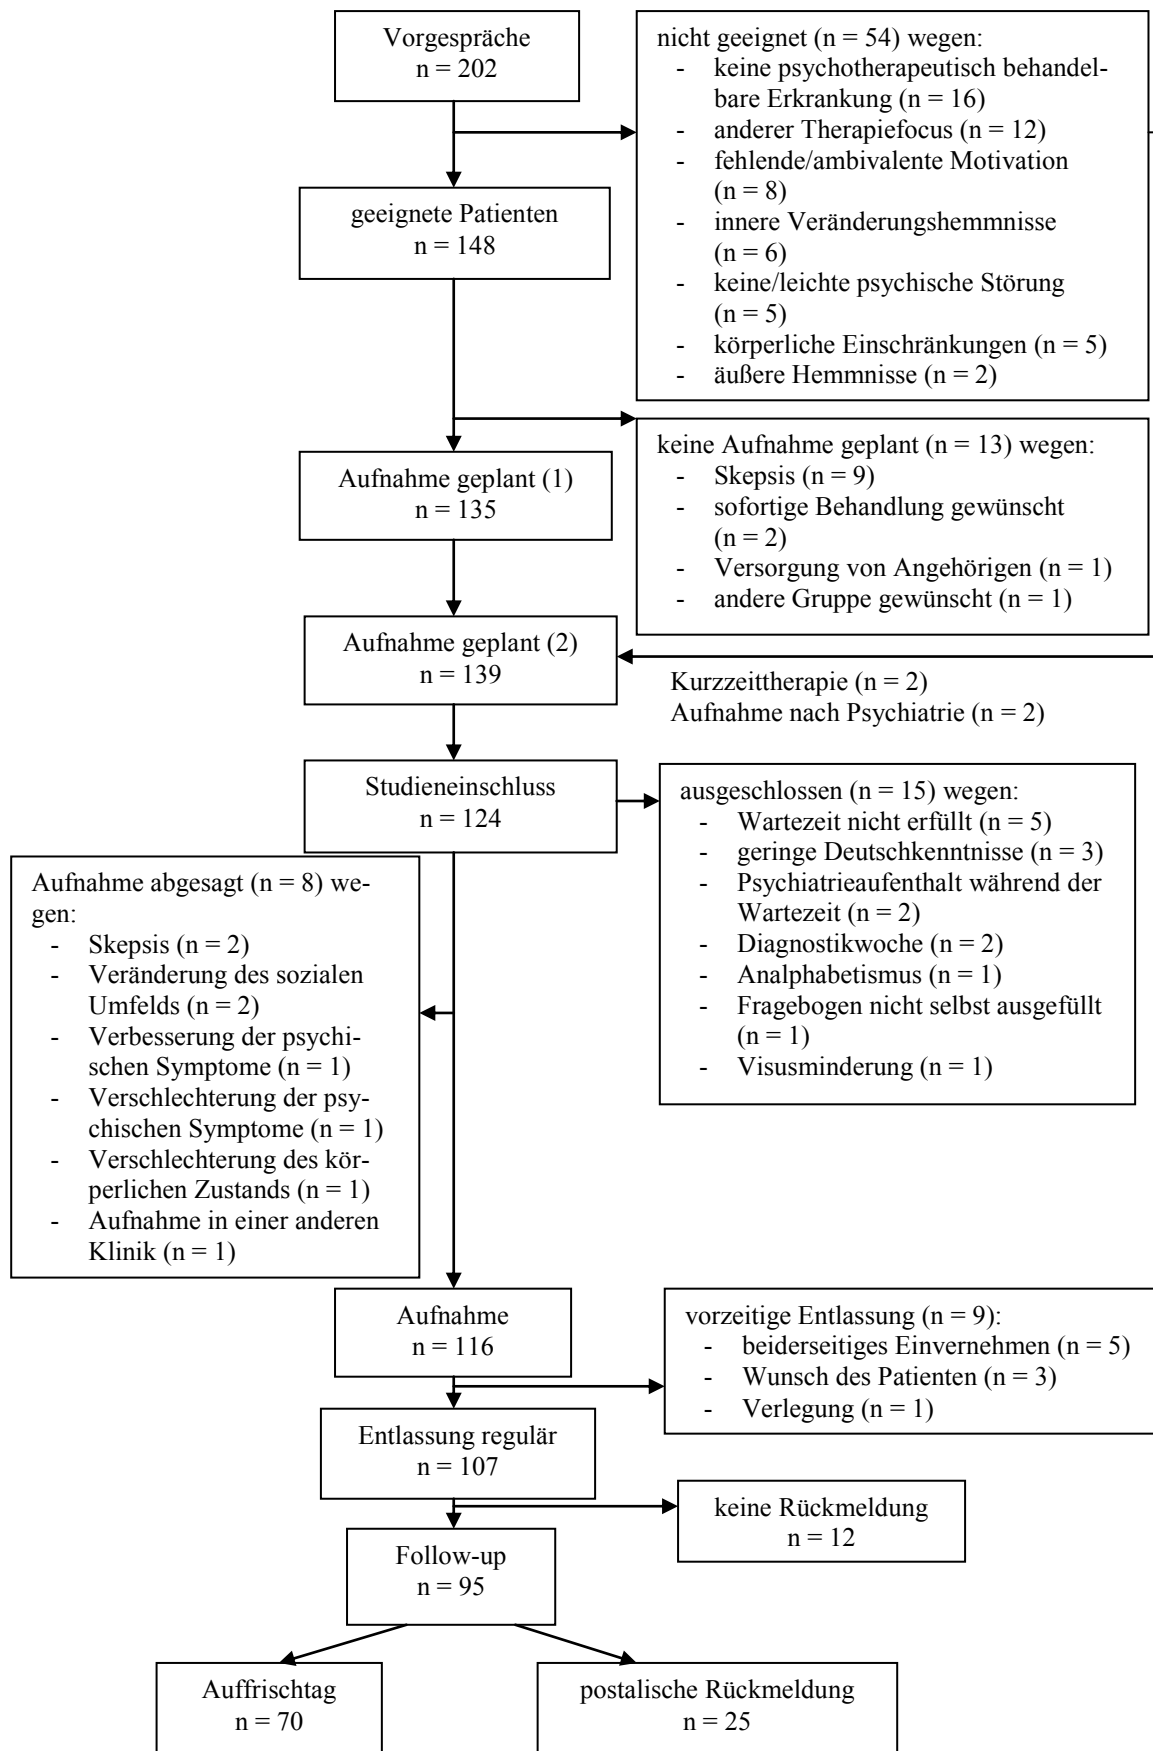 Vorgespräche
n = 202
nicht geeignet (n = 54) wegen:
- keine psychotherapeutisch behandel-
bare Erkrankung (n = 16)
- anderer Therapiefocus (n = 12)
- fehlende/ambivalente Motivation
(n = 8)
- innere Veränderungshemmnisse
(n = 6)
- keine/leichte psychische Störung
(n = 5)
- körperliche Einschränkungen (n = 5)
- äußere Hemmnisse (n = 2)
geeignete Patienten
n = 148
keine Aufnahme geplant (n = 13) wegen:
- Skepsis (n = 9)
- sofortige Behandlung gewünscht
(n = 2)
- Versorgung von Angehörigen (n = 1)
- andere Gruppe gewünscht (n = 1)
Aufnahme geplant (1)
n = 135
Aufnahme geplant (2)
n = 139
Kurzzeittherapie (n = 2)
Aufnahme nach Psychiatrie (n = 2)
Studieneinschluss
n = 124
ausgeschlossen (n = 15) wegen:
- Wartezeit nicht erfüllt (n = 5)
- geringe Deutschkenntnisse (n = 3)
- Psychiatrieaufenthalt während der
Wartezeit (n = 2)
- Diagnostikwoche (n = 2)
- Analphabetismus (n = 1)
- Fragebogen nicht selbst ausgefüllt
(n = 1)
- Visusminderung (n = 1)
Aufnahme abgesagt (n = 8) we-
gen:
- Skepsis (n = 2)
- Veränderung des sozialen
Umfelds (n = 2)
- Verbesserung der psychi-
schen Symptome (n = 1)
- Verschlechterung der psy-
chischen Symptome (n = 1)
- Verschlechterung des kör-
perlichen Zustands (n = 1)
- Aufnahme in einer anderen
Klinik (n = 1)
Aufnahme
n = 116
vorzeitige Entlassung (n = 9):
- beiderseitiges Einvernehmen (n = 5)
- Wunsch des Patienten (n = 3)
- Verlegung (n = 1)
Entlassung regulär
n = 107
keine Rückmeldung
n = 12
Follow-up
n = 95
Auffrischtag
n = 70
postalische Rückmeldung
n = 25